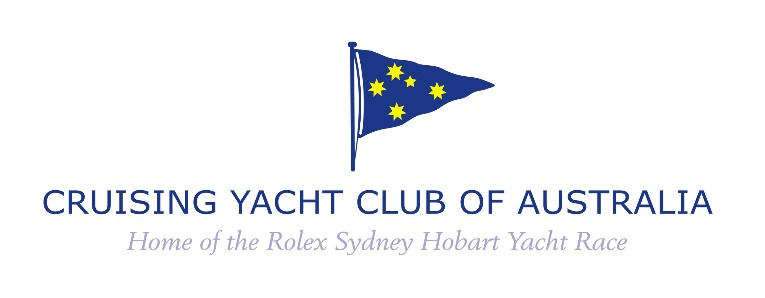 CRUISING YACHT CLUB OF AUSTRALIA
Home of the Rolex Sydney Hobart Yacht Race